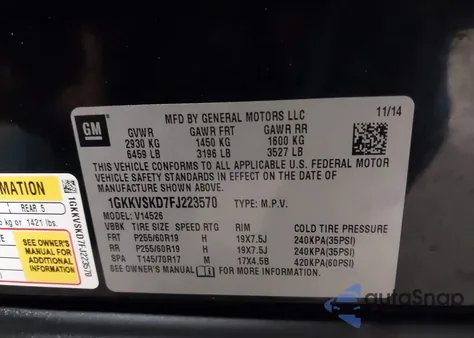 GM
MFD BY GENERAL MOTORS LLC
11/14
GVWR GAWR FRT GAWR RR
2930 KG 1450 KG 1600 KG
6459 LB 3196 LB 3527 LB
THIS VEHICLE CONFORMS TO ALL APPLICABLE U.S. FEDERAL MOTOR
VEHICLE SAFETY STANDARDS IN EFFECT ON THE DATE OF
MANUFACTURE SHOWN ABOVE.
1GKKVSKD7FJ223570 TYPE: M.P.V.
MODEL: V14526
VBBK TIRE SIZE SPEED RTG RIM COLD TIRE PRESSURE
FRT P255/60R19 H 19X7.5J 240KPA(35PSI)
RR P255/60R19 H 19X7.5J 240KPA(35PSI)
SPA T145/70R17 M 17X4.5B 420KPA(60PSI)
SEE OWNER'S MANUAL FOR MORE INFORMATION.
REAR 5
kg or 1421 lbs.
SEE OWNER'S
MANUAL FOR
ADDITIONAL
INFORMATION
1GKKVSKD7FJ223570
autoSnap